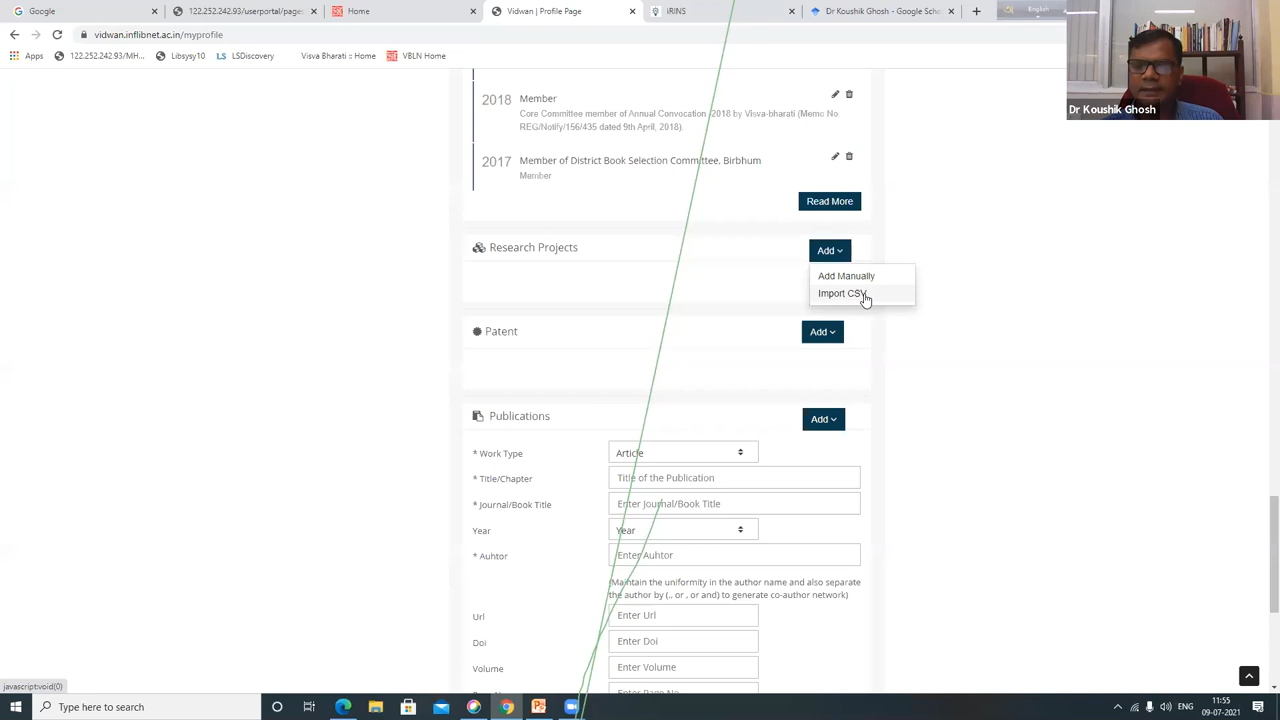 Google
122.252.242.93/userportal/pages
Home
Vidwan | Profile Page
iRINS
Dr Koushik Ghosh - Google Schol
English
vidwan.inflibnet.ac.in/myprofile
Apps
122.252.242.93/MH...
Libsysy10
LS LSDiscovery
Visva Bharati :: Home
VBLN Home
Dr Koushik Ghosh
2018 Member
Core Committee member of Annual Convocation 2018 by Visva-bharati (Memo No
REG/Notify/156/435 dated 9th April, 2018).
2017 Member of District Book Selection Committee, Birbhum
Member
Read More
Research Projects
Add
Add Manually
Import CSV
Patent
Add
Publications
Add
* Work Type
Article
* Title/Chapter
Title of the Publication
* Journal/Book Title
Enter Journal/Book Title
Year
Year
* Auhtor
Enter Auhtor
(Maintain the uniformity in the author name and also separate
the author by (,, or , or and) to generate co-author network)
Url
Enter Url
Doi
Enter Doi
Volume
Enter Volume
javascript:void(0)
Type here to search
ENG
11:55
09-07-2021